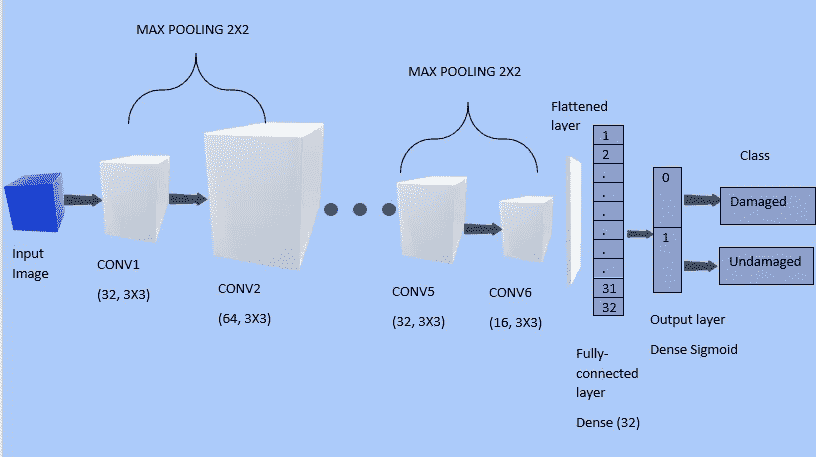 MAX POOLING 2X2
MAX POOLING 2X2
Input
Image
CONV1
(32, 3X3)
CONV2
(64, 3X3)
CONV5
(32, 3X3)
CONV6
(16, 3X3)
Flattened
layer
1
2
.
.
.
.
.
.
31
32
Fully-
connected
layer
Dense (32)
0
1
Output layer
Dense Sigmoid
Class
Damaged
Undamaged